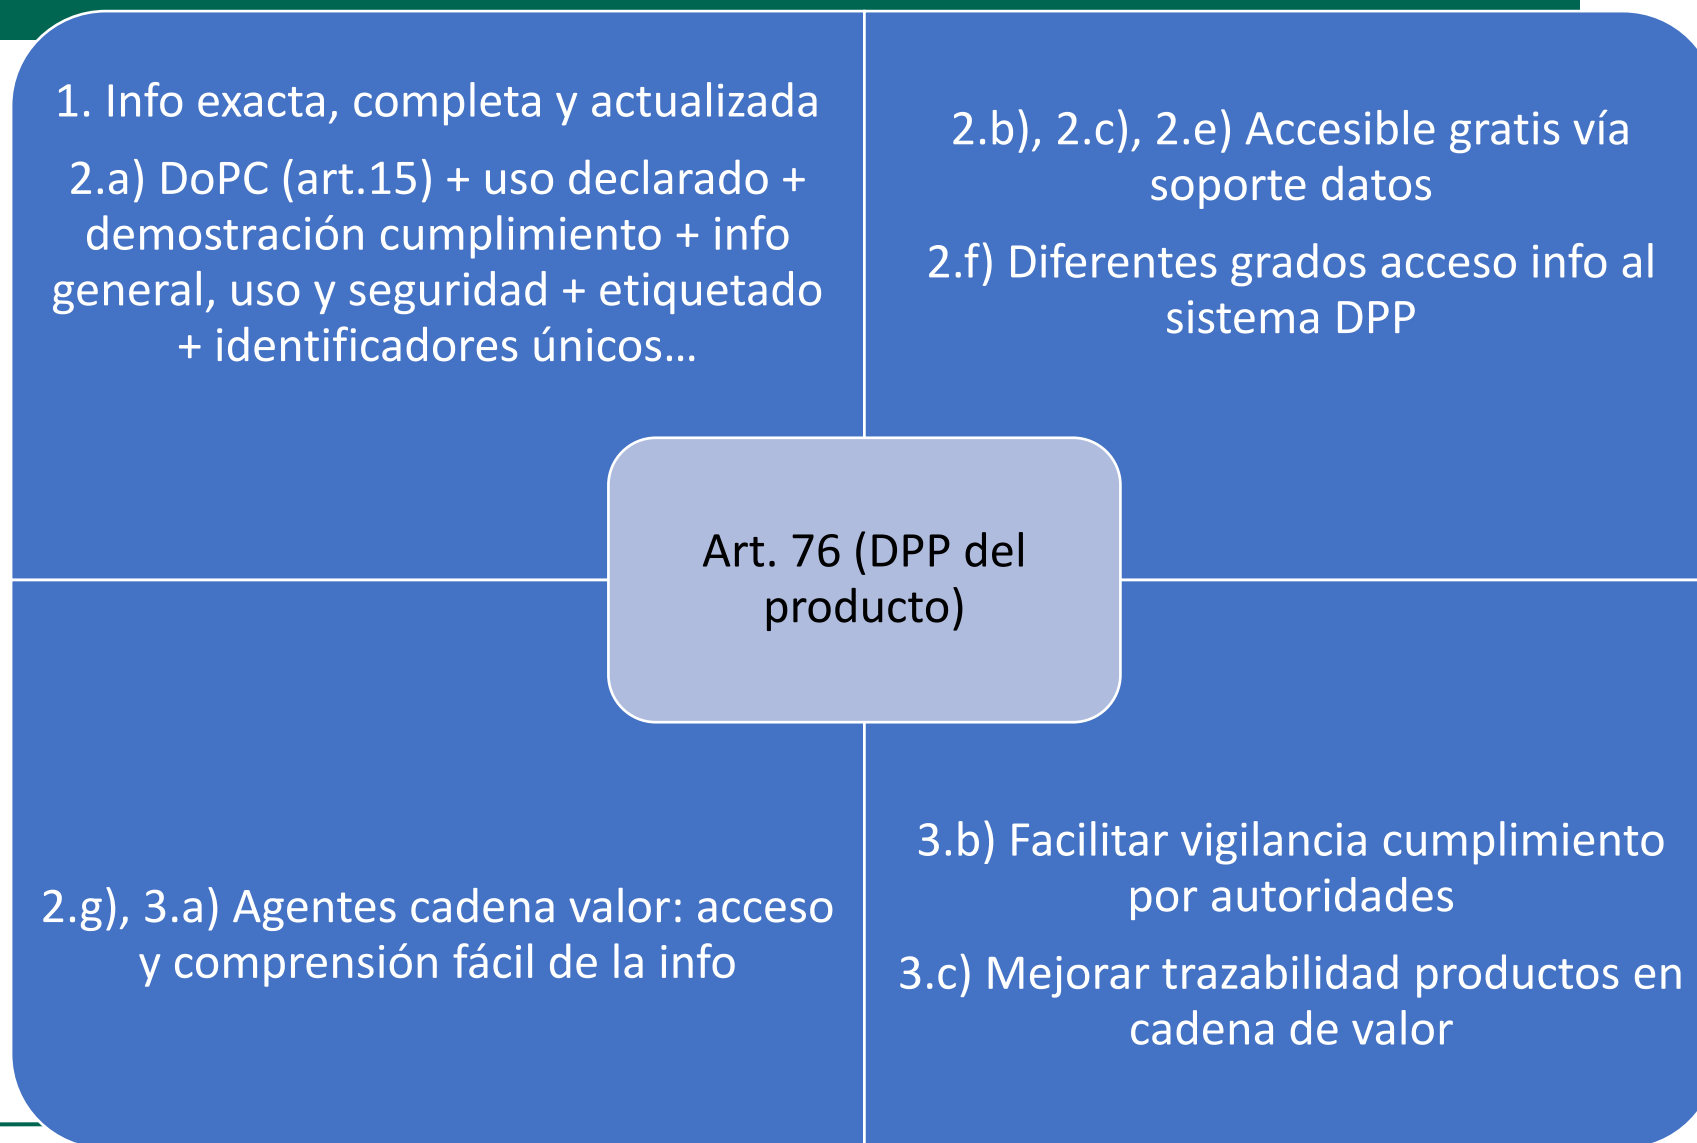 1. Info exacta, completa y actualizada
2.a) DoPC (art.15) + uso declarado +
demostración cumplimiento + info
general, uso y seguridad + etiquetado
+ identificadores únicos…
2.b), 2.c), 2.e) Accesible gratis vía
soporte datos
2.f) Diferentes grados acceso info al
sistema DPP
Art. 76 (DPP del
producto)
2.g), 3.a) Agentes cadena valor: acceso
y comprensión fácil de la info
3.b) Facilitar vigilancia cumplimiento
por autoridades
3.c) Mejorar trazabilidad productos en
cadena de valor